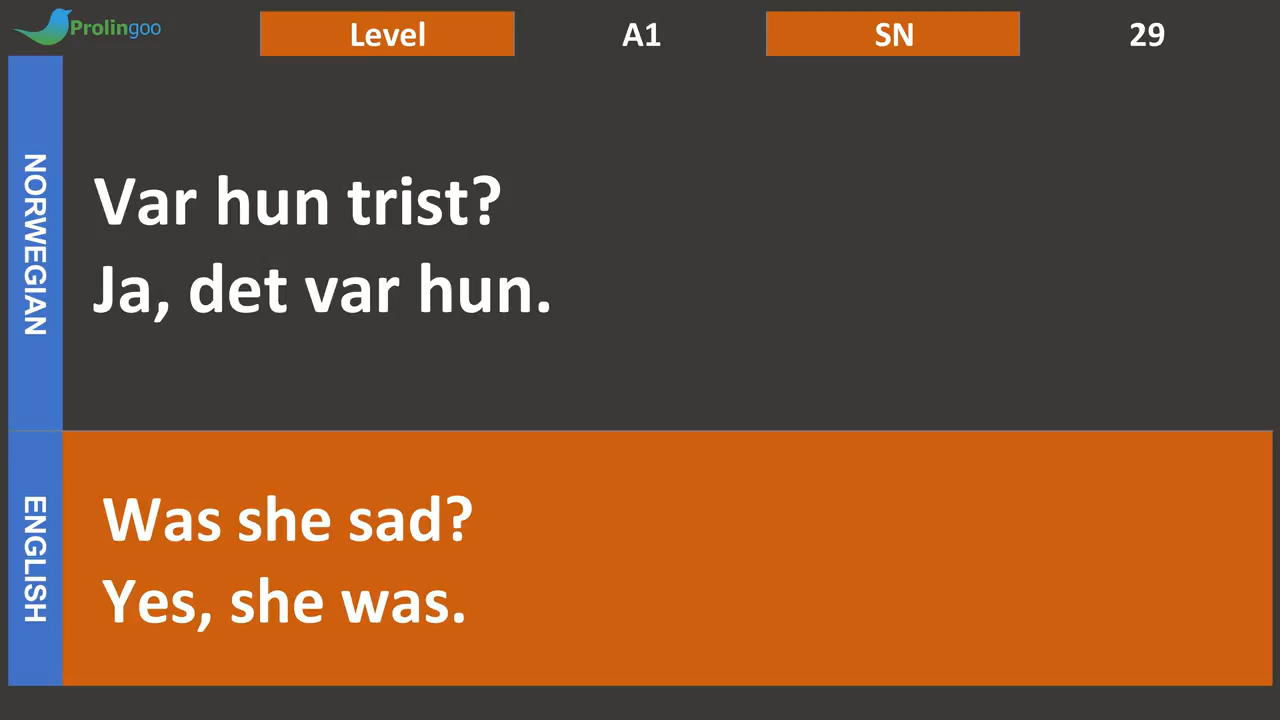 Prolingoo
Level A1 SN 29
NORWEGIAN
Var hun trist?
Ja, det var hun.
ENGLISH
Was she sad?
Yes, she was.